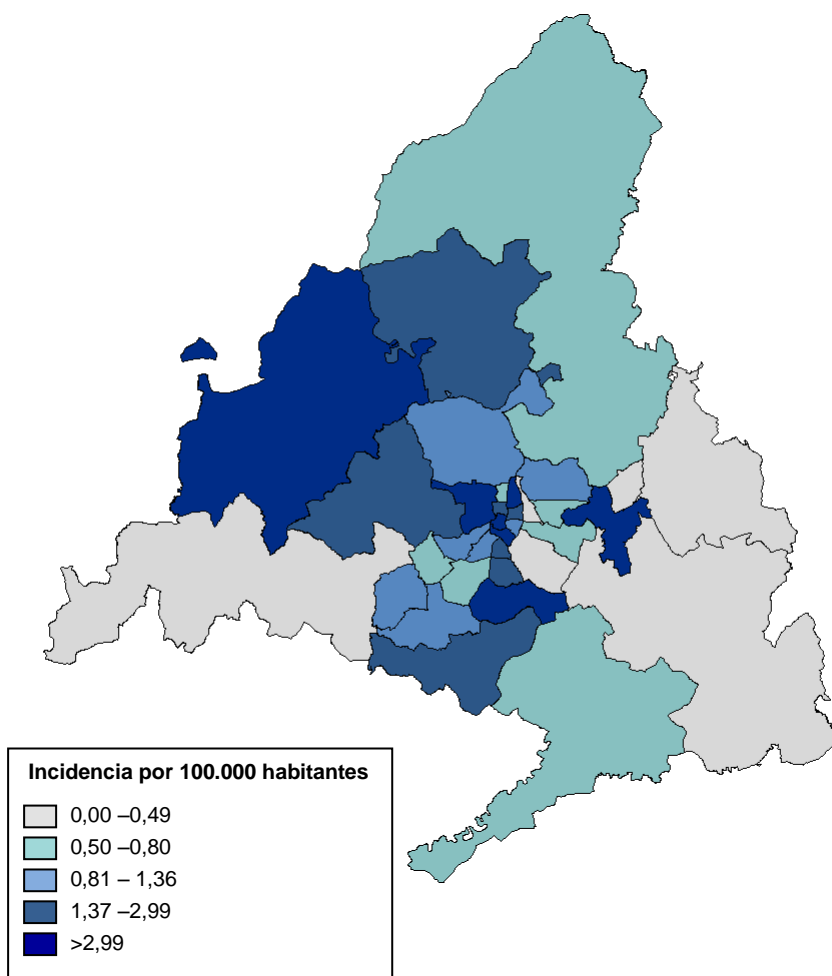 Incidencia por 100.000 habitantes
0,00 –0,49
0,50 –0,80
0,81 – 1,36
1,37 –2,99
>2,99